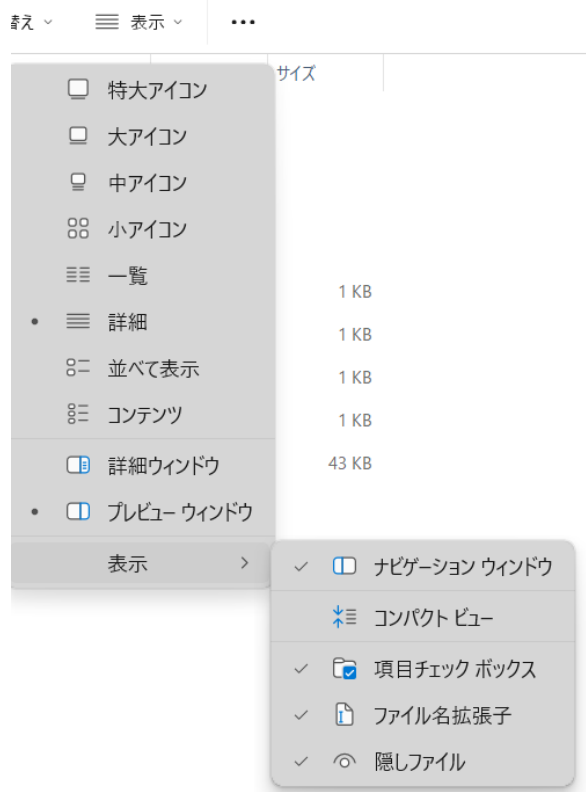 替え
表示
サイズ
特大アイコン
大アイコン
中アイコン
小アイコン
一覧
1 KB
詳細
1 KB
並べて表示
1 KB
コンテンツ
1 KB
詳細ウィンドウ
43 KB
プレビュー ウィンドウ
表示
ナビゲーション ウィンドウ
コンパクト ビュー
項目チェック ボックス
ファイル名拡張子
隠しファイル